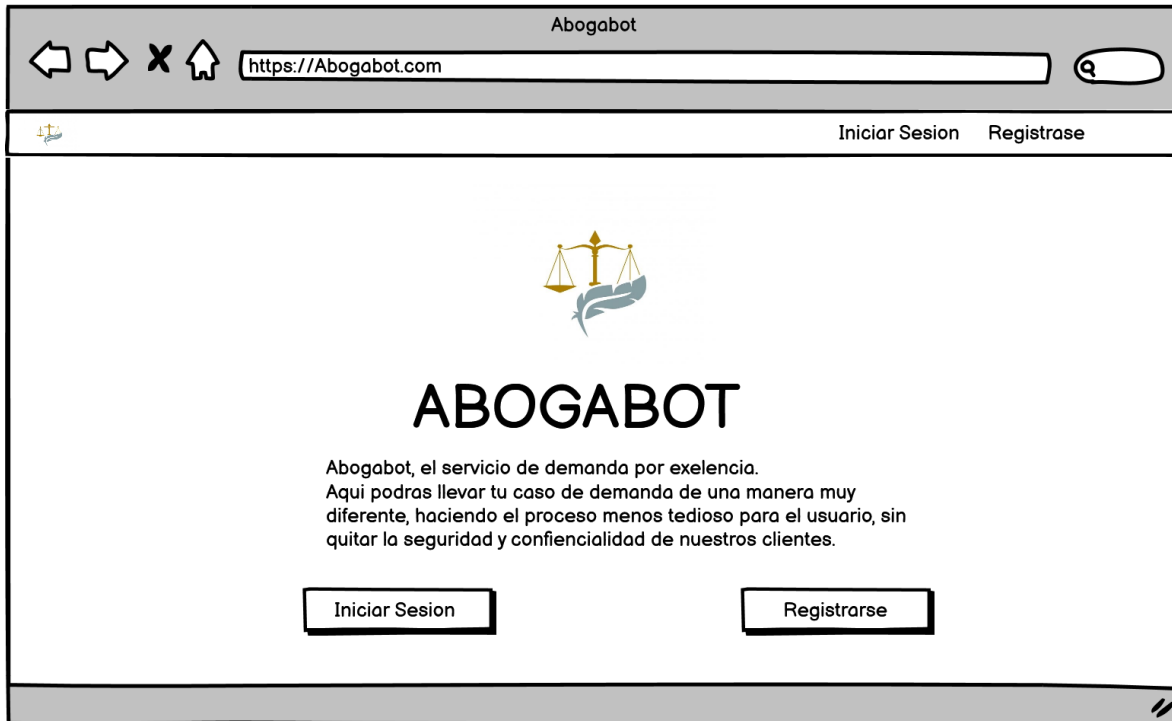 Abogabot
https://Abogabot.com
Iniciar Sesion Registrase
ABOGABOT
Abogabot, el servicio de demanda por exelencia.
Aqui podras llevar tu caso de demanda de una manera muy
diferente, haciendo el proceso menos tedioso para el usuario, sin
quitar la seguridad y confiencialidad de nuestros clientes.
Iniciar Sesion Registrarse